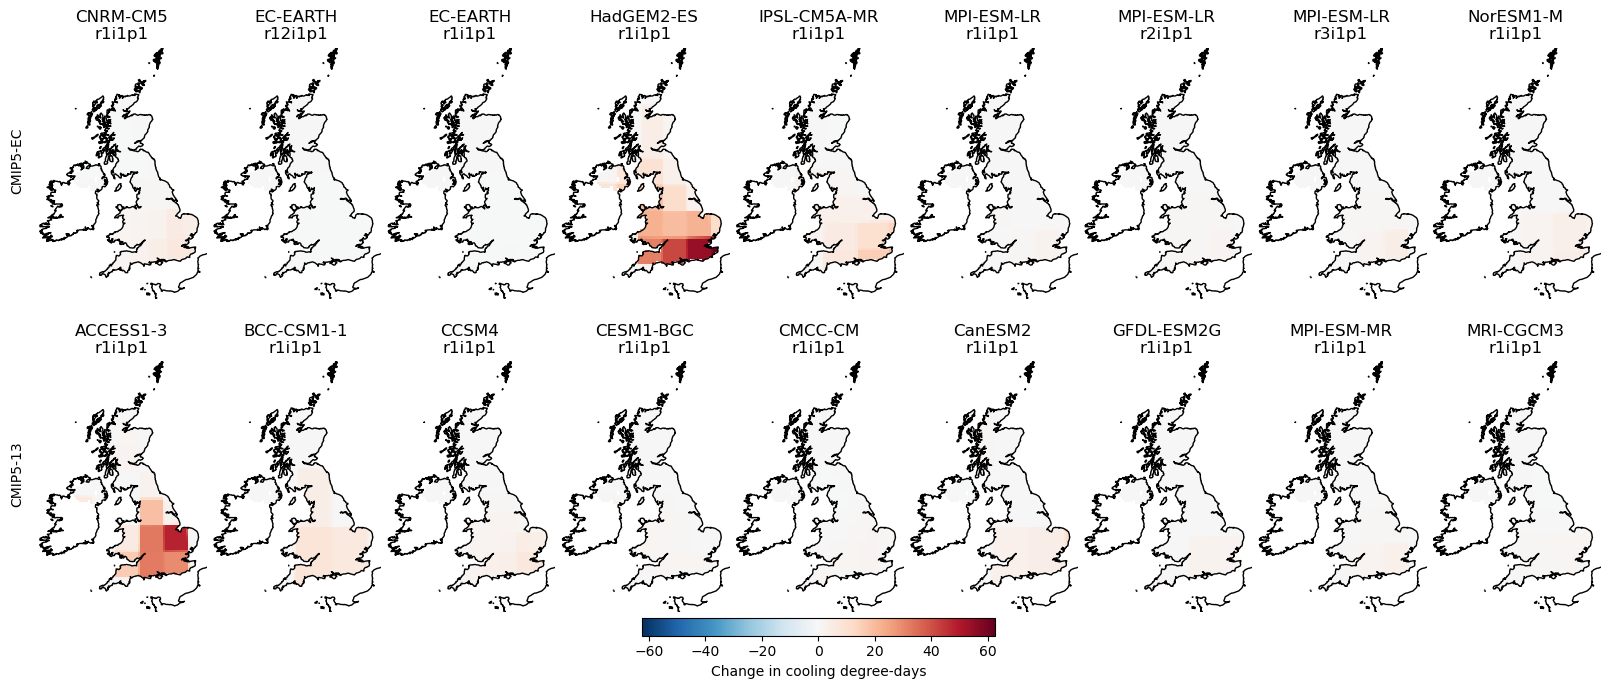 CNRM-CM5
r1i1p1
EC-EARTH
r12i1p1
EC-EARTH
r1i1p1
HadGEM2-ES
r1i1p1
IPSL-CM5A-MR
r1i1p1
MPI-ESM-LR
r1i1p1
MPI-ESM-LR
r2i1p1
MPI-ESM-LR
r3i1p1
NorESM1-M
r1i1p1
CMIP5-EC
ACCESS1-3
r1i1p1
BCC-CSM1-1
r1i1p1
CCSM4
r1i1p1
CESM1-BGC
r1i1p1
CMCC-CM
r1i1p1
CanESM2
r1i1p1
GFDL-ESM2G
r1i1p1
MPI-ESM-MR
r1i1p1
MRI-CGCM3
r1i1p1
CMIP5-13
−60 −40 −20 0 20 40 60
Change in cooling degree-days